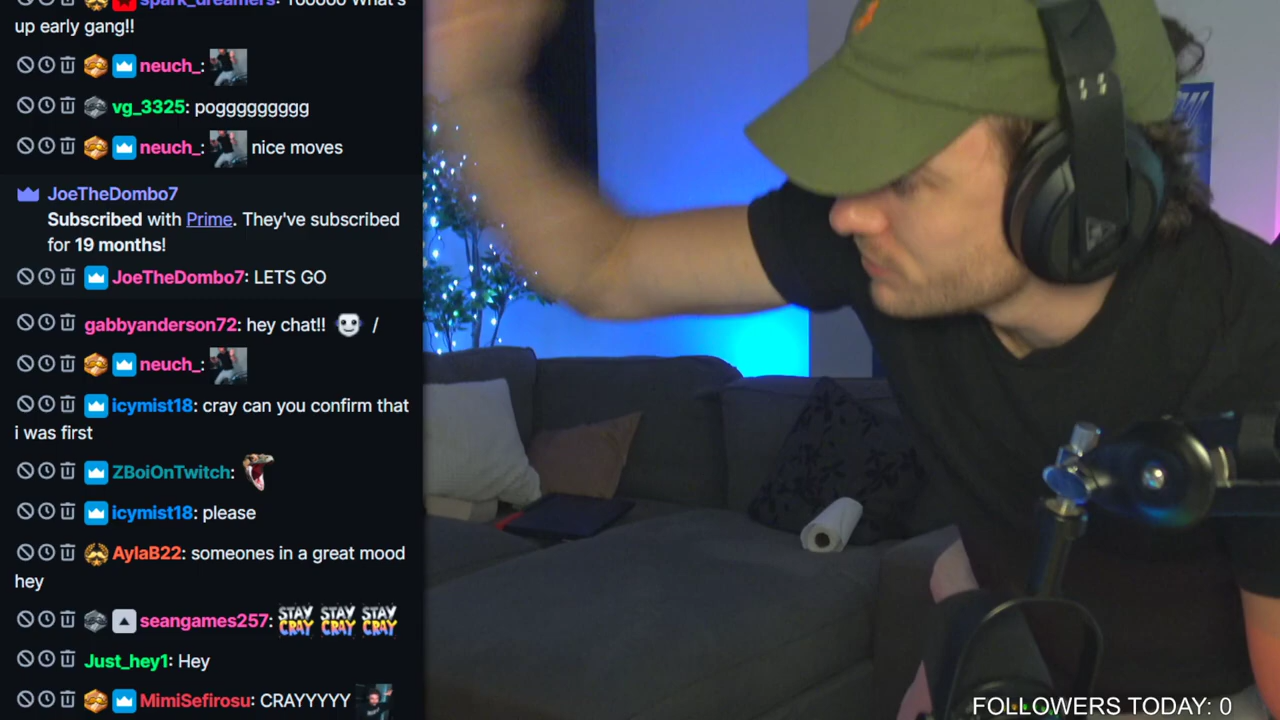 spark_dreamers: Yooooo What's
up early gang!!
neuch_:
vg_3325: poggggggggg
neuch_: nice moves
JoeTheDombo7
Subscribed with Prime. They've subscribed
for 19 months!
JoeTheDombo7: LETS GO
gabbyanderson72: hey chat!! /
neuch_:
icymist18: cray can you confirm that
i was first
ZBoiOnTwitch:
icymist18: please
AylaB22: someones in a great mood
hey
seangames257: STAY CRAY STAY CRAY STAY CRAY
Just_hey1: Hey
MimiSefirosu: CRAYYYYY
FOLLOWERS TODAY: 0